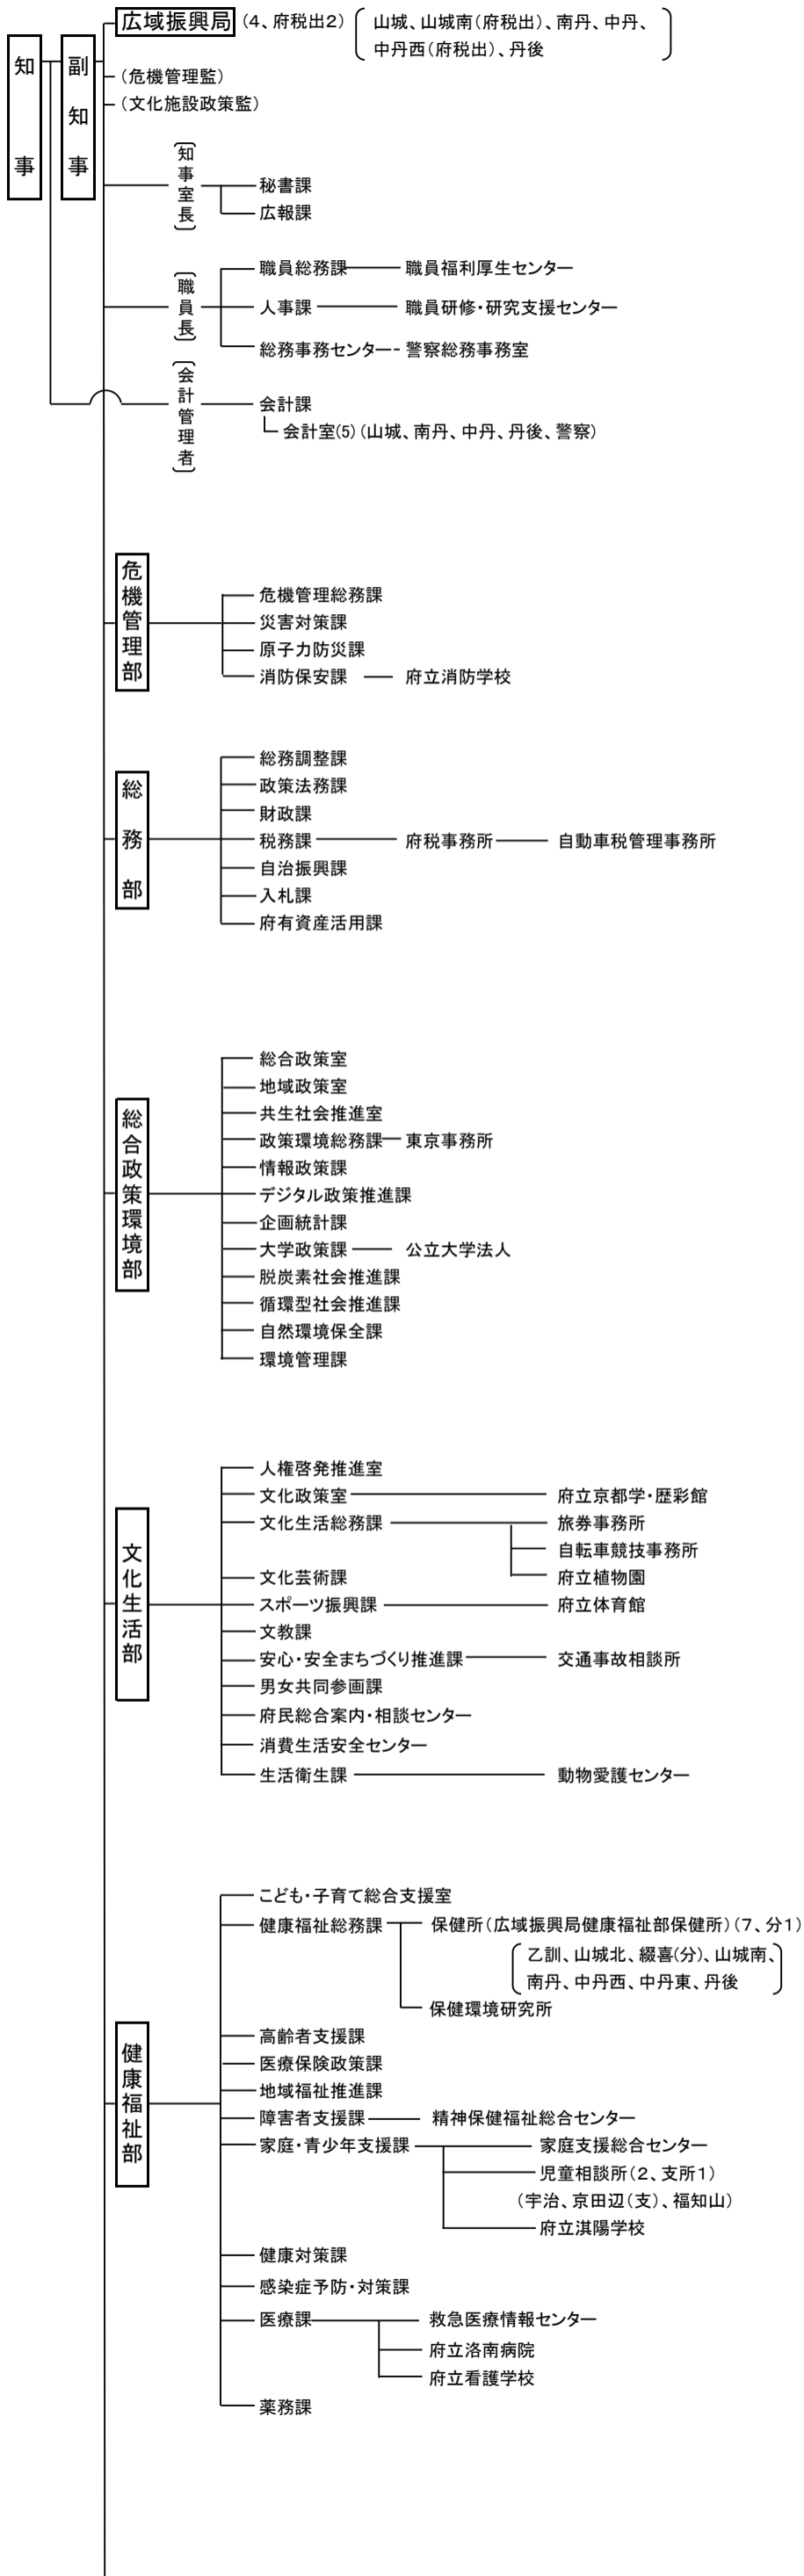 知事
副知事
広域振興局(4、府税出2) 山城、山城南(府税出)、南丹、中丹、
中丹西(府税出)、丹後
(危機管理監)
(文化施設政策監)
〔知事室長〕
秘書課
広報課
〔職員長〕
職員総務課 職員福利厚生センター
人事課 職員研修・研究支援センター
総務事務センター 警察総務事務室
〔会計管理者〕
会計課
会計室(5)(山城、南丹、中丹、丹後、警察)
危機管理部
危機管理総務課
災害対策課
原子力防災課
消防保安課 府立消防学校
総務部
総務調整課
政策法務課
財政課
税務課 府税事務所 自動車税管理事務所
自治振興課
入札課
府有資産活用課
総合政策環境部
総合政策室
地域政策室
共生社会推進室
政策環境総務課 東京事務所
情報政策課
デジタル政策推進課
企画統計課
大学政策課 公立大学法人
脱炭素社会推進課
循環型社会推進課
自然環境保全課
環境管理課
文化生活部
人権啓発推進室
文化政策室 府立京都学・歴彩館
文化生活総務課 旅券事務所
自転車競技事務所
文化芸術課 府立植物園
スポーツ振興課 府立体育館
文教課
安心・安全まちづくり推進課 交通事故相談所
男女共同参画課
府民総合案内・相談センター
消費生活安全センター
生活衛生課 動物愛護センター
健康福祉部
こども・子育て総合支援室
健康福祉総務課 保健所(広域振興局健康福祉部保健所)(7、分1)
乙訓、山城北、綴喜(分)、山城南、
南丹、中丹西、中丹東、丹後
保健環境研究所
高齢者支援課
医療保険政策課
地域福祉推進課
障害者支援課 精神保健福祉総合センター
家庭・青少年支援課 家庭支援総合センター
児童相談所(2、支所1)
(宇治、京田辺(支)、福知山)
府立淇陽学校
健康対策課
感染症予防・対策課
医療課 救急医療情報センター
府立洛南病院
府立看護学校
薬務課